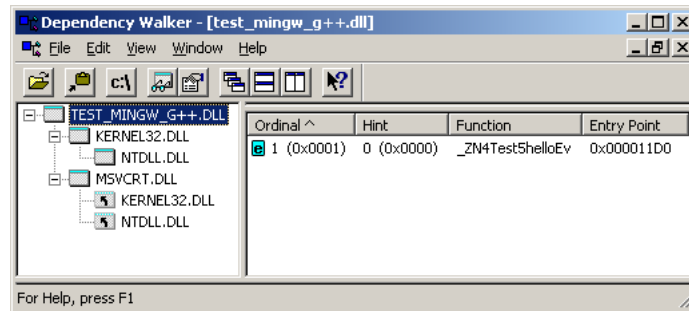 Dependency Walker - [test_mingw_g++.dll]
File Edit View Window Help
c:\
TEST_MINGW_G++.DLL
KERNEL32.DLL
NTDLL.DLL
MSVCRT.DLL
KERNEL32.DLL
NTDLL.DLL
Ordinal ^ Hint Function Entry Point
e 1 (0x0001) 0 (0x0000) _ZN4Test5helloEv 0x000011D0
For Help, press F1